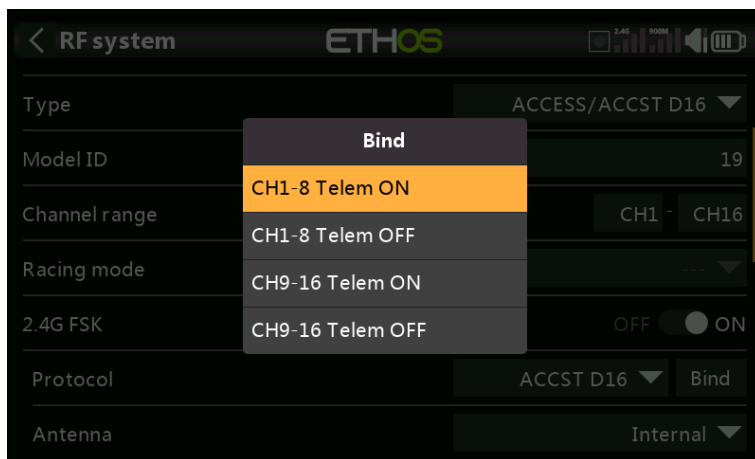 RF system
ETHOS
2.4G
900M
Type
ACCESS/ACCST D16
Bind
Model ID
19
CH1-8 Telem ON
Channel range
CH1 - CH16
CH1-8 Telem OFF
Racing mode
---
CH9-16 Telem ON
2.4G FSK
OFF
ON
CH9-16 Telem OFF
Protocol
ACCST D16
Bind
Antenna
Internal